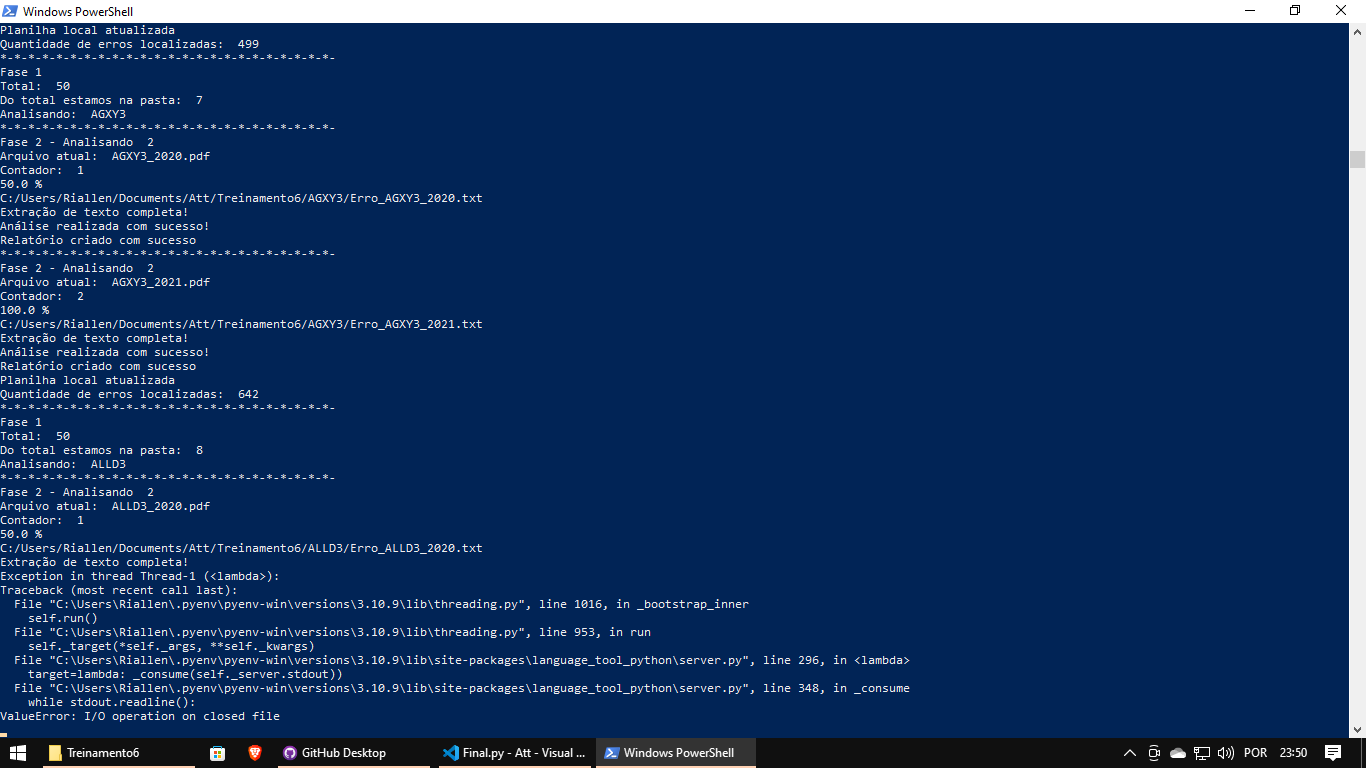 Windows PowerShell
Planilha local atualizada
Quantidade de erros localizadas:  499
*-*-*-*-*-*-*-*-*-*-*-*-*-*-*-*-*-*-*-*-*-*-*-*-
Fase 1
Total:  50
Do total estamos na pasta:  7
Analisando:  AGXY3
*-*-*-*-*-*-*-*-*-*-*-*-*-*-*-*-*-*-*-*-*-*-*-*-
Fase 2 - Analisando  2
Arquivo atual:  AGXY3_2020.pdf
Contador:  1
50.0 %
C:/Users/Riallen/Documents/Att/Treinamento6/AGXY3/Erro_AGXY3_2020.txt
Extração de texto completa!
Análise realizada com sucesso!
Relatório criado com sucesso
*-*-*-*-*-*-*-*-*-*-*-*-*-*-*-*-*-*-*-*-*-*-*-*-
Fase 2 - Analisando  2
Arquivo atual:  AGXY3_2021.pdf
Contador:  2
100.0 %
C:/Users/Riallen/Documents/Att/Treinamento6/AGXY3/Erro_AGXY3_2021.txt
Extração de texto completa!
Análise realizada com sucesso!
Relatório criado com sucesso
Planilha local atualizada
Quantidade de erros localizadas:  642
*-*-*-*-*-*-*-*-*-*-*-*-*-*-*-*-*-*-*-*-*-*-*-*-
Fase 1
Total:  50
Do total estamos na pasta:  8
Analisando:  ALLD3
*-*-*-*-*-*-*-*-*-*-*-*-*-*-*-*-*-*-*-*-*-*-*-*-
Fase 2 - Analisando  2
Arquivo atual:  ALLD3_2020.pdf
Contador:  1
50.0 %
C:/Users/Riallen/Documents/Att/Treinamento6/ALLD3/Erro_ALLD3_2020.txt
Extração de texto completa!
Exception in thread Thread-1 (<lambda>):
Traceback (most recent call last):
  File "C:\Users\Riallen\.pyenv\pyenv-win\versions\3.10.9\lib\threading.py", line 1016, in _bootstrap_inner
    self.run()
  File "C:\Users\Riallen\.pyenv\pyenv-win\versions\3.10.9\lib\threading.py", line 953, in run
    self._target(*self._args, **self._kwargs)
  File "C:\Users\Riallen\.pyenv\pyenv-win\versions\3.10.9\lib\site-packages\language_tool_python\server.py", line 296, in <lambda>
    target=lambda: _consume(self._server.stdout))
  File "C:\Users\Riallen\.pyenv\pyenv-win\versions\3.10.9\lib\site-packages\language_tool_python\server.py", line 348, in _consume
    while stdout.readline():
ValueError: I/O operation on closed file
Treinamento6
GitHub Desktop
Final.py - Att - Visual ...
Windows PowerShell
POR
23:50